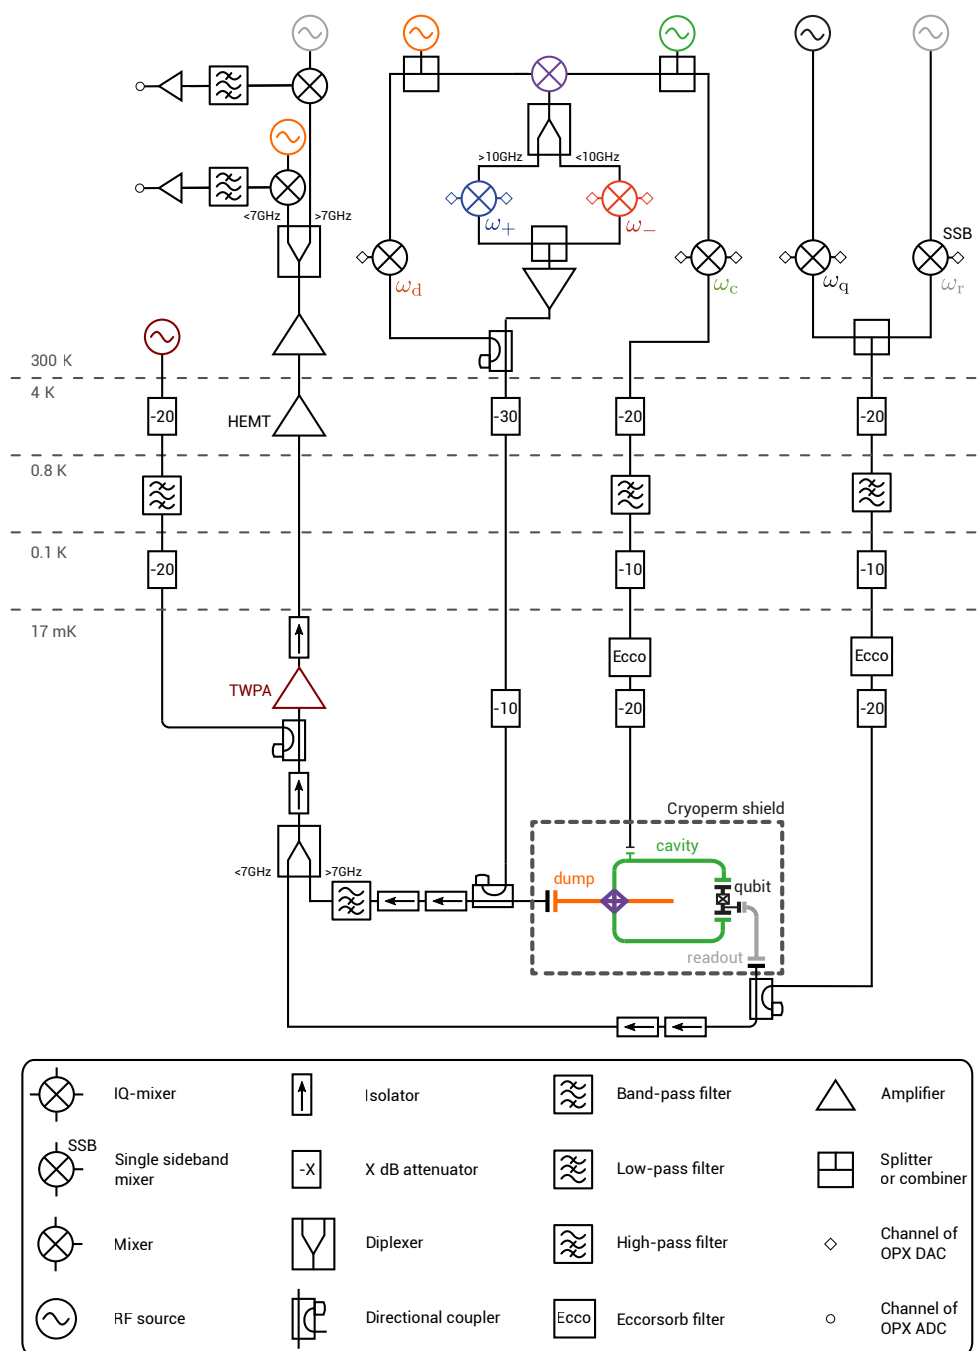 >10GHz
<10GHz
<7GHz
>7GHz
ω+
ω−
SSB
ωd
ωc
ωq
ωr
300 K
4 K
-20
HEMT
-30
-20
-20
0.8 K
0.1 K
-20
-10
-10
17 mK
Ecco
Ecco
TWPA
-10
-20
-20
Cryoperm shield
cavity
<7GHz
>7GHz
dump
qubit
readout
IQ-mixer
Isolator
Band-pass filter
Amplifier
SSB
Single sideband
mixer
-X
X dB attenuator
Low-pass filter
Splitter
or combiner
Mixer
Diplexer
High-pass filter
Channel of
OPX DAC
RF source
Directional coupler
Ecco
Eccorsorb filter
Channel of
OPX ADC